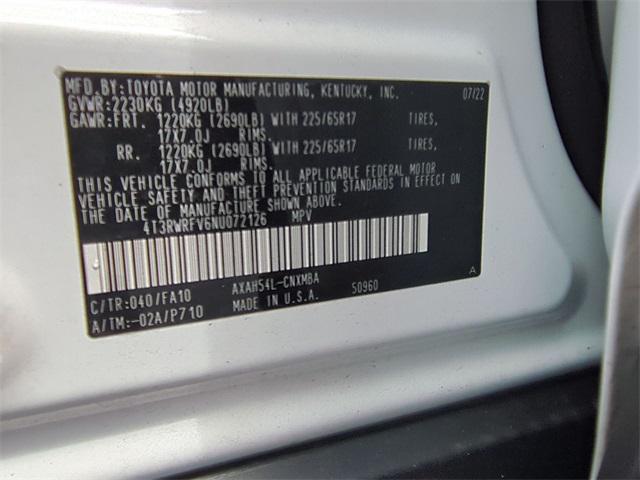 MFD.BY:TOYOTA MOTOR MANUFACTURING, KENTUCKY, INC. 07/22
GVWR:2230KG (4920LB)
GAWR:FRT. 1220KG (2690LB) WITH 225/65R17 TIRES,
17X7.0J RIMS.
RR. 1220KG (2690LB) WITH 225/65R17 TIRES,
17X7.0J RIMS.
THIS VEHICLE CONFORMS TO ALL APPLICABLE FEDERAL MOTOR
VEHICLE SAFETY AND THEFT PREVENTION STANDARDS IN EFFECT ON
THE DATE OF MANUFACTURE SHOWN ABOVE.
4T3RWRFV6NU072126 MPV
C/TR:040/FA10 AXAH54L-CNXMBA A
A/TM:-02A/P710 MADE IN U.S.A. 50960